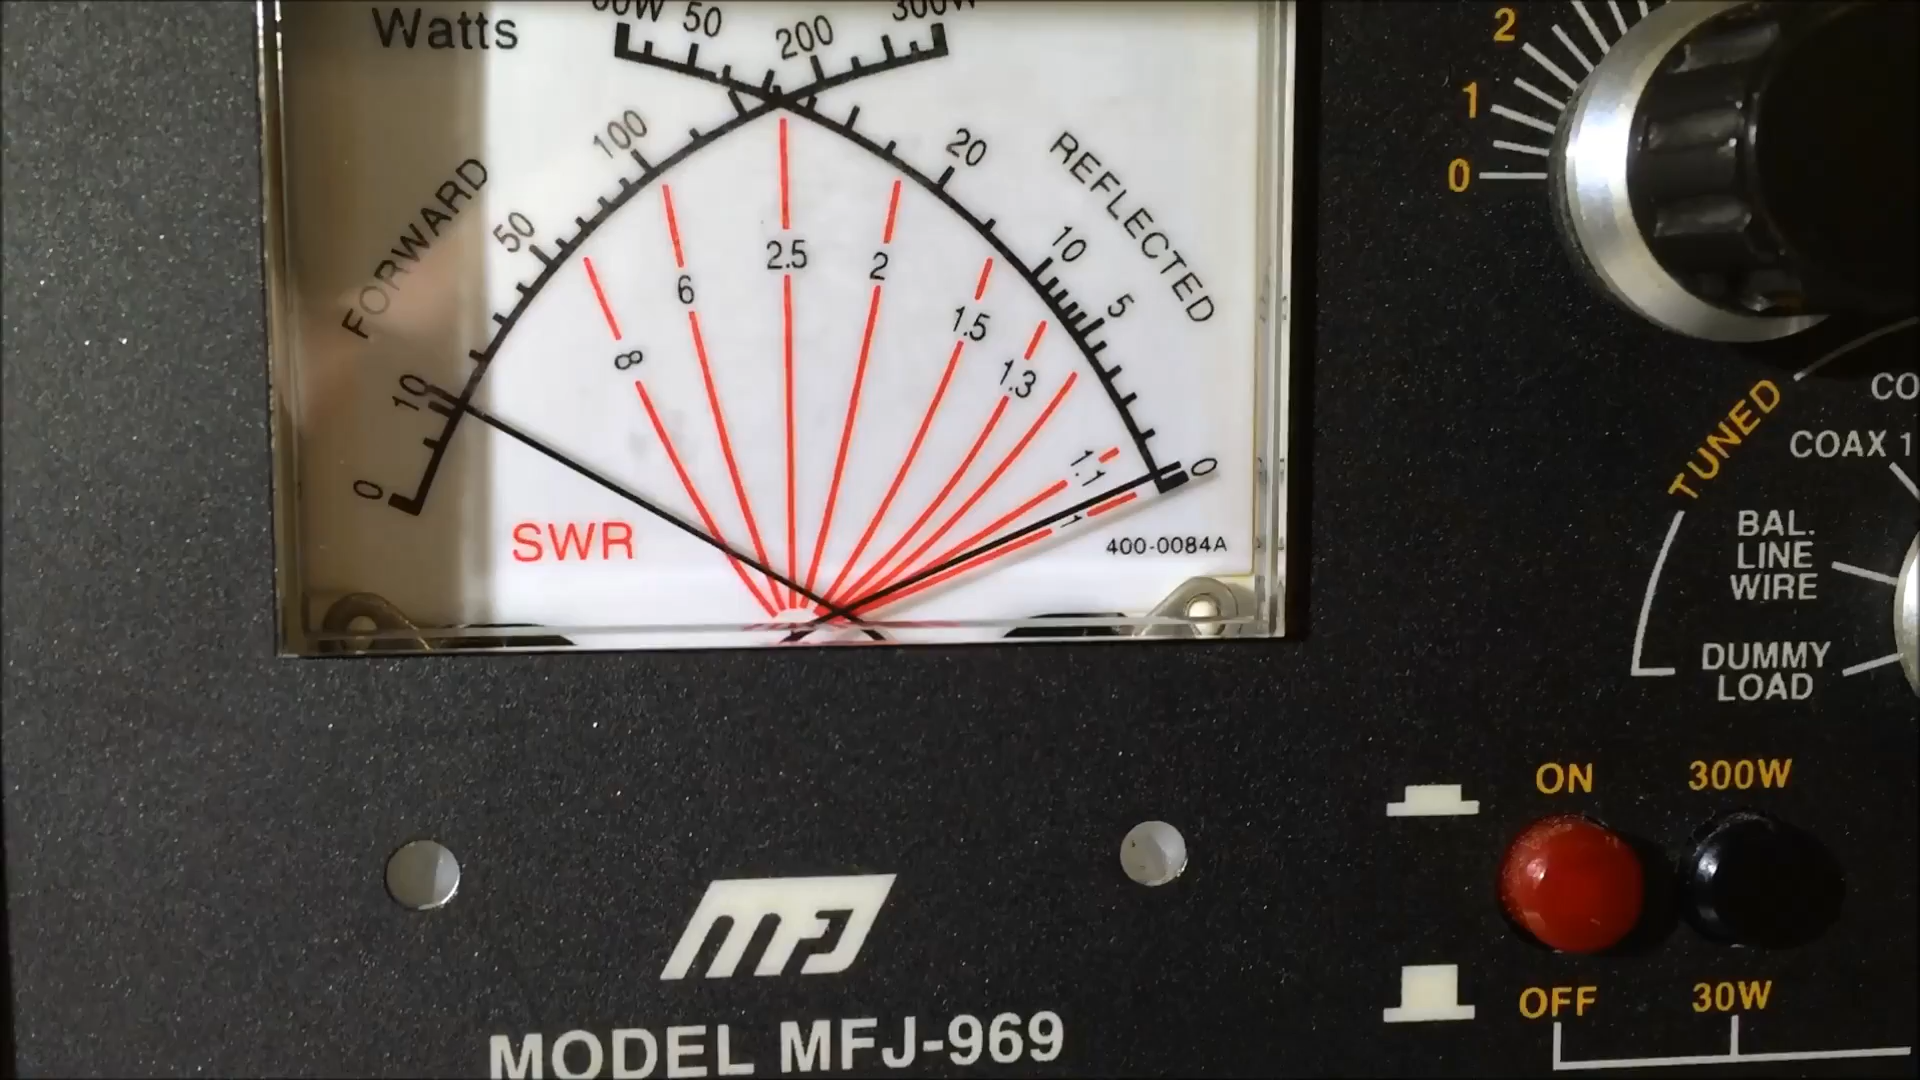 Watts
50
200
300W
100
20
REFLECTED
FORWARD
50
10
5
2.5
2
6
8
1.5
1.3
1.1
1
10
0
0
SWR
400-0084A
2
1
0
TUNED
COAX 1
BAL.
LINE
WIRE
DUMMY
LOAD
ON
300W
OFF
30W
MFJ
MODEL MFJ-969